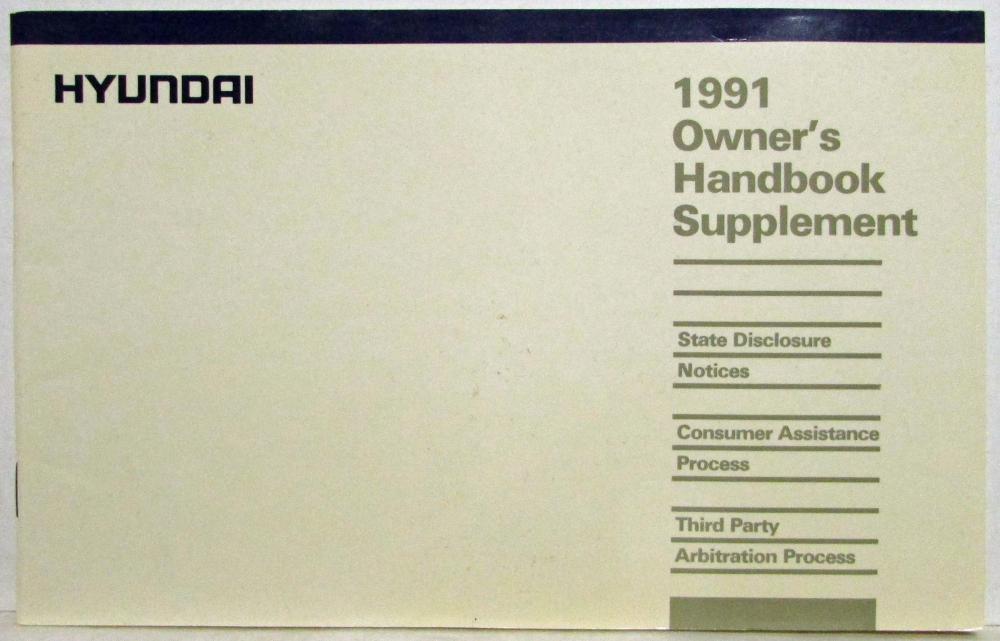 HYUNDAI
1991
Owner's
Handbook
Supplement
State Disclosure
Notices
Consumer Assistance
Process
Third Party
Arbitration Process